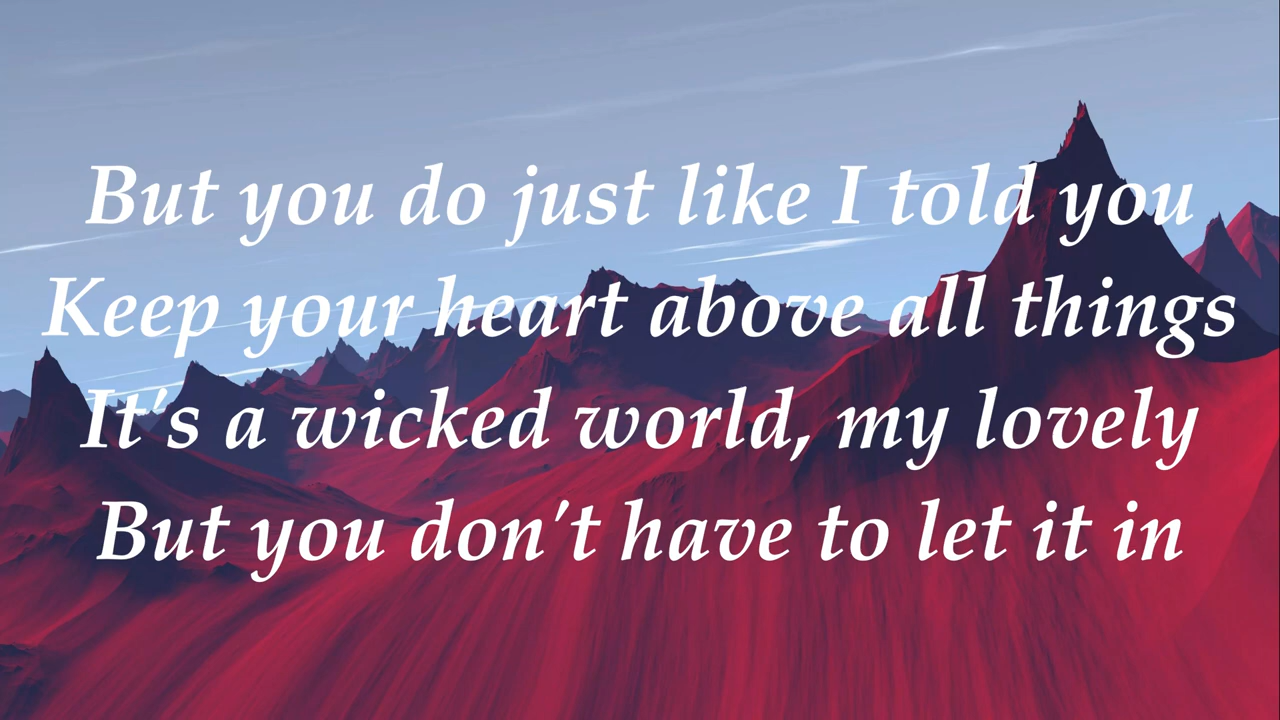 But you do just like I told you
Keep your heart above all things
It's a wicked world, my lovely
But you don't have to let it in